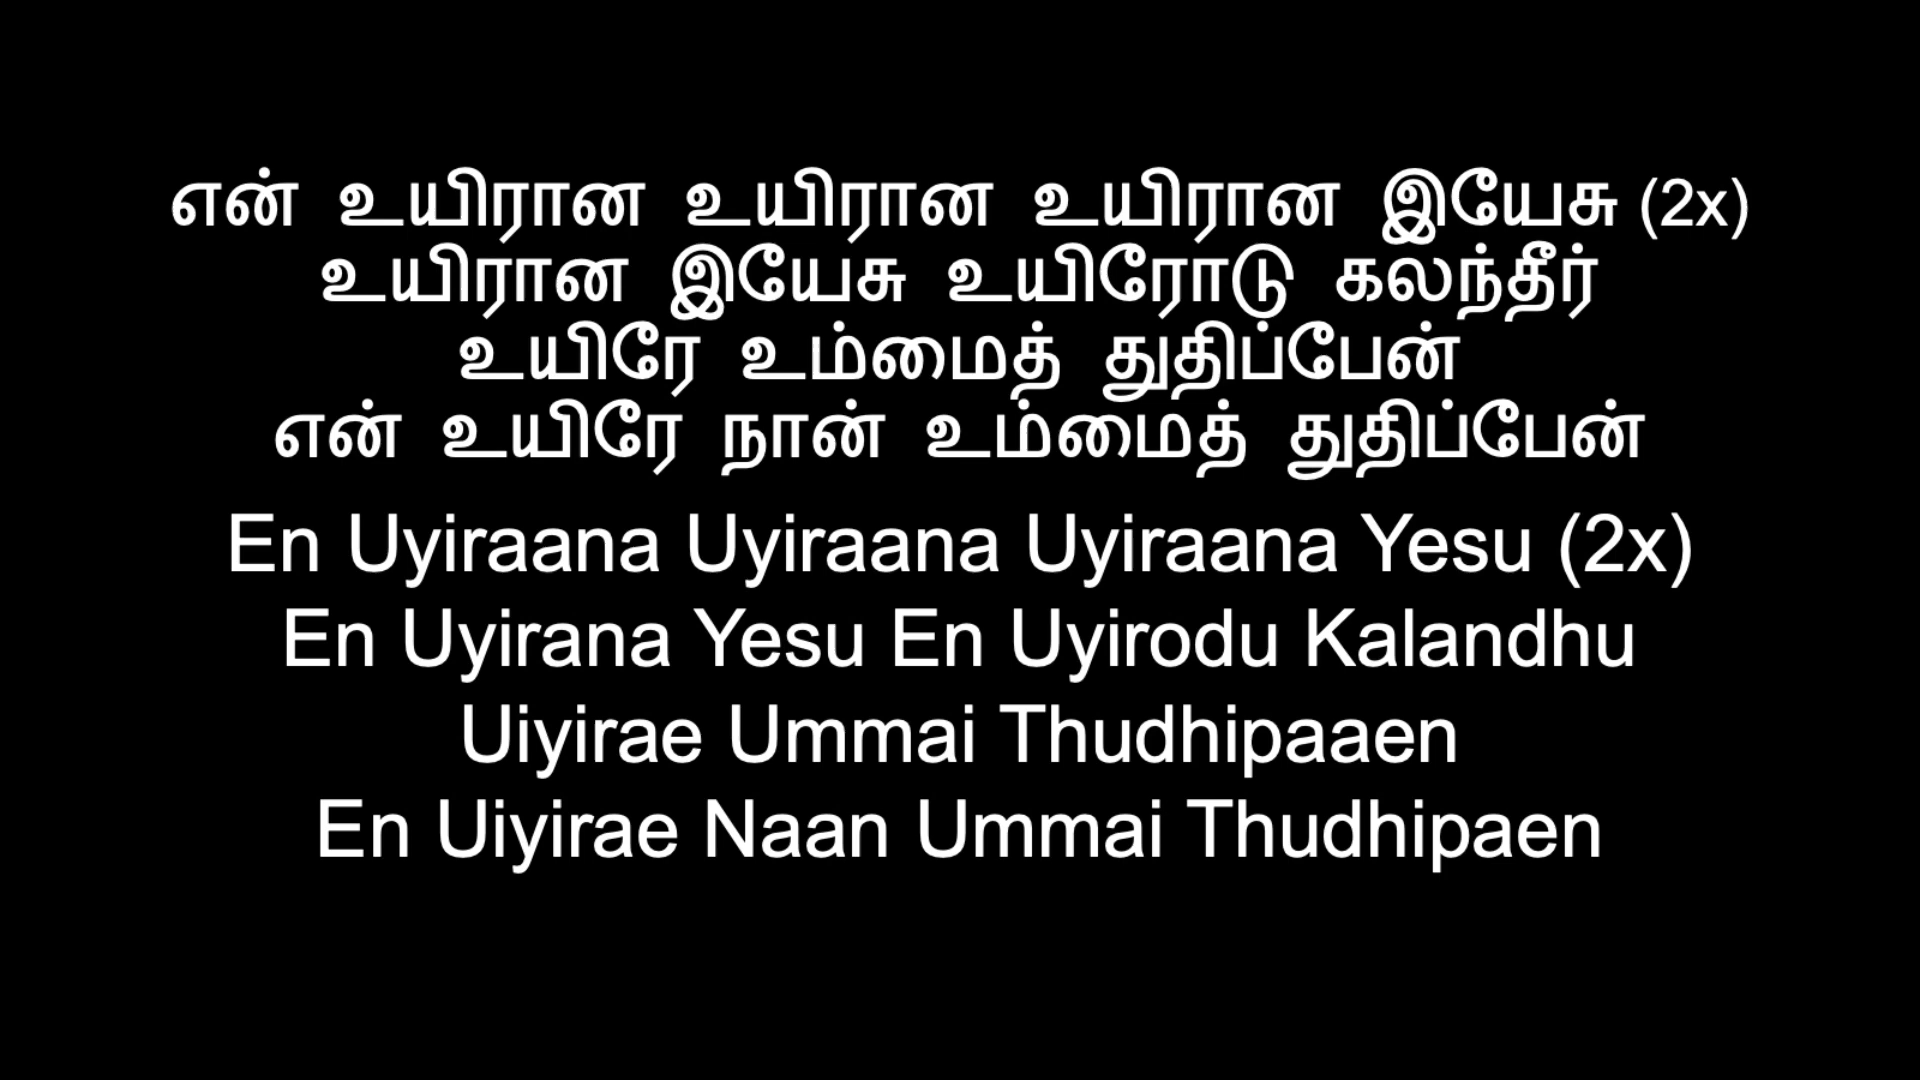 என் உயிரான உயிரான உயிரான இயேசு (2x)
உயிரான இயேசு உயிரோடு கலந்தீர்
உயிரே உம்மைத் துதிப்பேன்
என் உயிரே நான் உம்மைத் துதிப்பேன்
En Uyiraana Uyiraana Uyiraana Yesu (2x)
En Uyirana Yesu En Uyirodu Kalandhu
Uiyirae Ummai Thudhipaaen
En Uiyirae Naan Ummai Thudhipaen